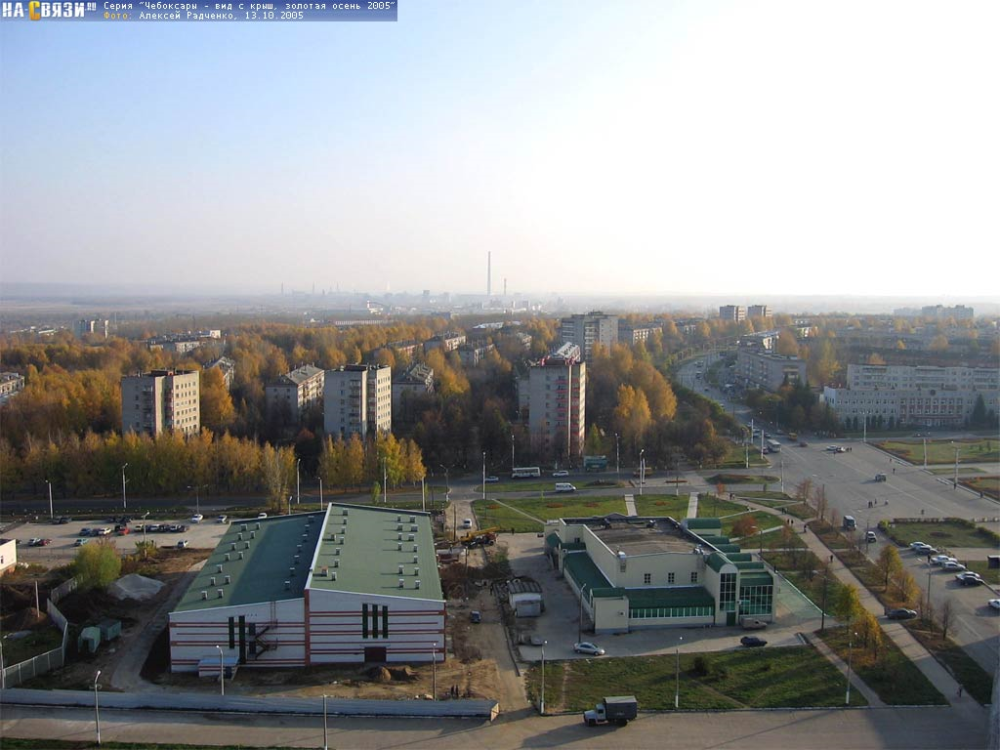 на Связи.ru
Серия "Чебоксары - вид с крыш, золотая осень 2005"
Фото: Алексей Радченко, 13.10.2005